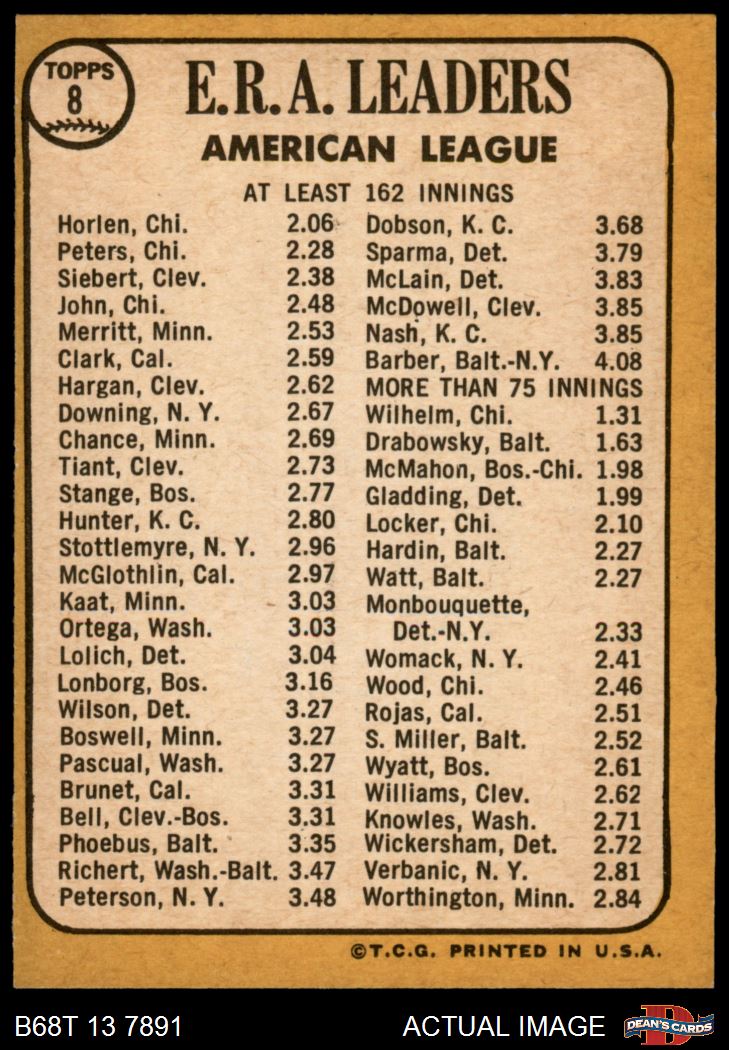 TOPPS
8
E.R.A. LEADERS
AMERICAN LEAGUE
AT LEAST 162 INNINGS
Horlen, Chi. 2.06
Peters, Chi. 2.28
Siebert, Clev. 2.38
John, Chi. 2.48
Merritt, Minn. 2.53
Clark, Cal. 2.59
Hargan, Clev. 2.62
Downing, N. Y. 2.67
Chance, Minn. 2.69
Tiant, Clev. 2.73
Stange, Bos. 2.77
Hunter, K. C. 2.80
Stottlemyre, N. Y. 2.96
McGlothlin, Cal. 2.97
Kaat, Minn. 3.03
Ortega, Wash. 3.03
Lolich, Det. 3.04
Lonborg, Bos. 3.16
Wilson, Det. 3.27
Boswell, Minn. 3.27
Pascual, Wash. 3.27
Brunet, Cal. 3.31
Bell, Clev.-Bos. 3.31
Phoebus, Balt. 3.35
Richert, Wash.-Balt. 3.47
Peterson, N. Y. 3.48
Dobson, K. C. 3.68
Sparma, Det. 3.79
McLain, Det. 3.83
McDowell, Clev. 3.85
Nash, K. C. 3.85
Barber, Balt.-N.Y. 4.08
MORE THAN 75 INNINGS
Wilhelm, Chi. 1.31
Drabowsky, Balt. 1.63
McMahon, Bos.-Chi. 1.98
Gladding, Det. 1.99
Locker, Chi. 2.10
Hardin, Balt. 2.27
Watt, Balt. 2.27
Monbouquette,
Det.-N.Y. 2.33
Womack, N. Y. 2.41
Wood, Chi. 2.46
Rojas, Cal. 2.51
S. Miller, Balt. 2.52
Wyatt, Bos. 2.61
Williams, Clev. 2.62
Knowles, Wash. 2.71
Wickersham, Det. 2.72
Verbanic, N. Y. 2.81
Worthington, Minn. 2.84
©T.C.G. PRINTED IN U.S.A.
B68T 13 7891
ACTUAL IMAGE
DEAN'S CARDS